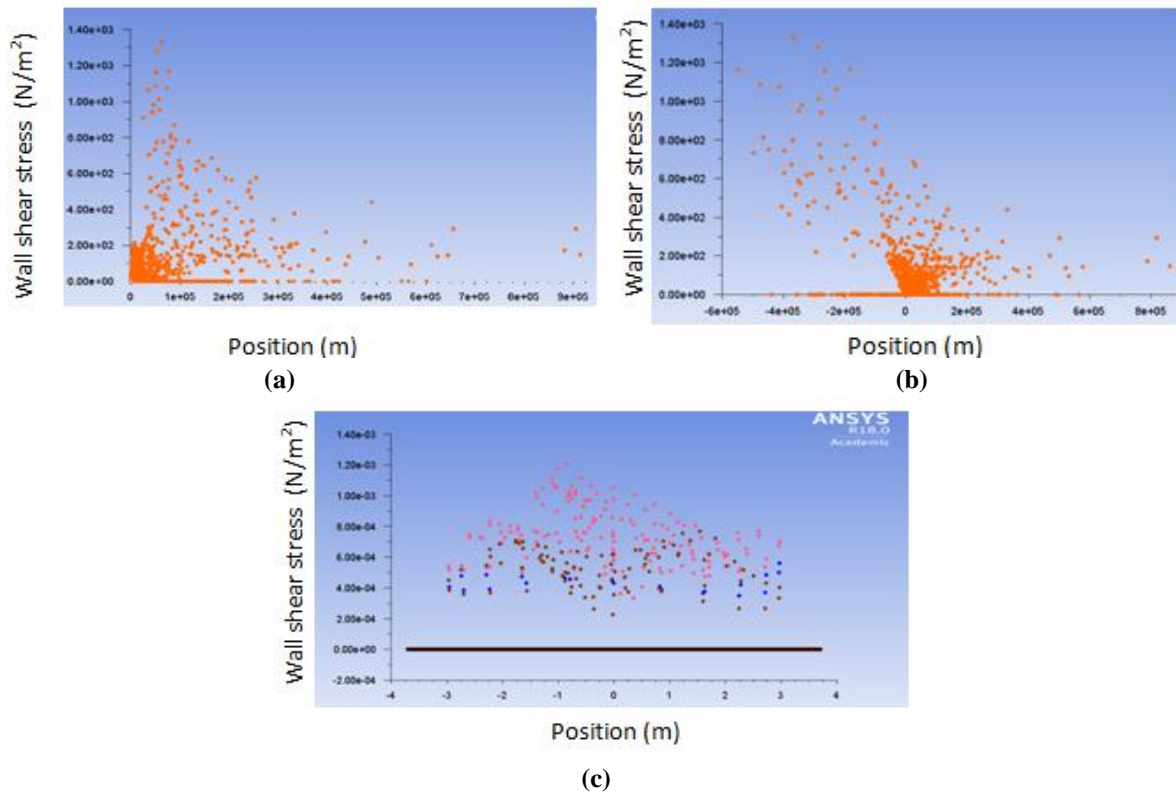 Wall shear stress (N/m²)
1.40e+03
1.20e+03
1.00e+03
8.00e+02
6.00e+02
4.00e+02
2.00e+02
0.00e+00
0 1e+05 2e+05 3e+05 4e+05 5e+05 6e+05 7e+05 8e+05 9e+05
Position (m)
(a)
Wall shear stress (N/m²)
1.40e+03
1.20e+03
1.00e+03
8.00e+02
6.00e+02
4.00e+02
2.00e+02
0.00e+00
-6e+05 -4e+05 -2e+05 0 2e+05 4e+05 6e+05 8e+05
Position (m)
(b)
ANSYS
R18.0
Academic
Wall shear stress (N/m²)
1.40e-03
1.20e-03
1.00e-03
8.00e-04
6.00e-04
4.00e-04
2.00e-04
0.00e+00
-2.00e-04
-4 -3 -2 -1 0 1 2 3 4
Position (m)
(c)